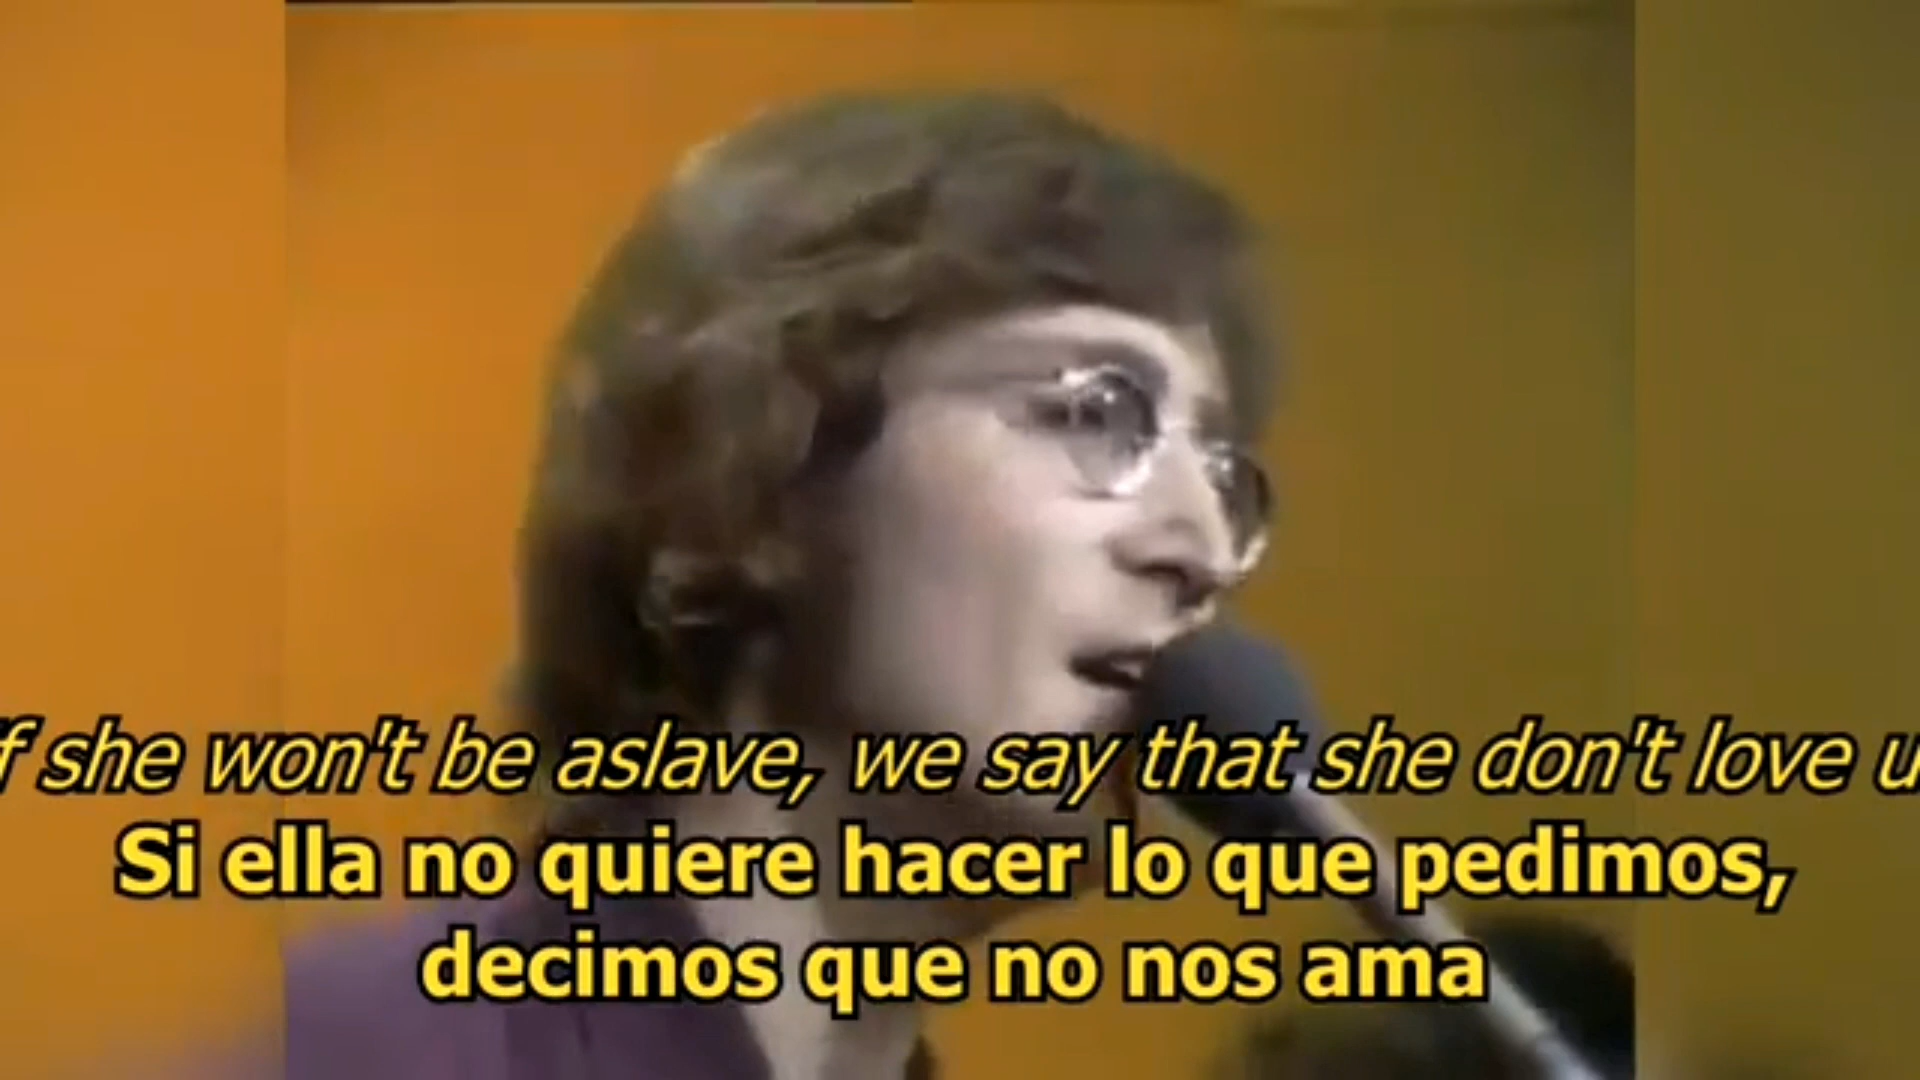 f she won't be aslave, we say that she don't love u
Si ella no quiere hacer lo que pedimos,
decimos que no nos ama